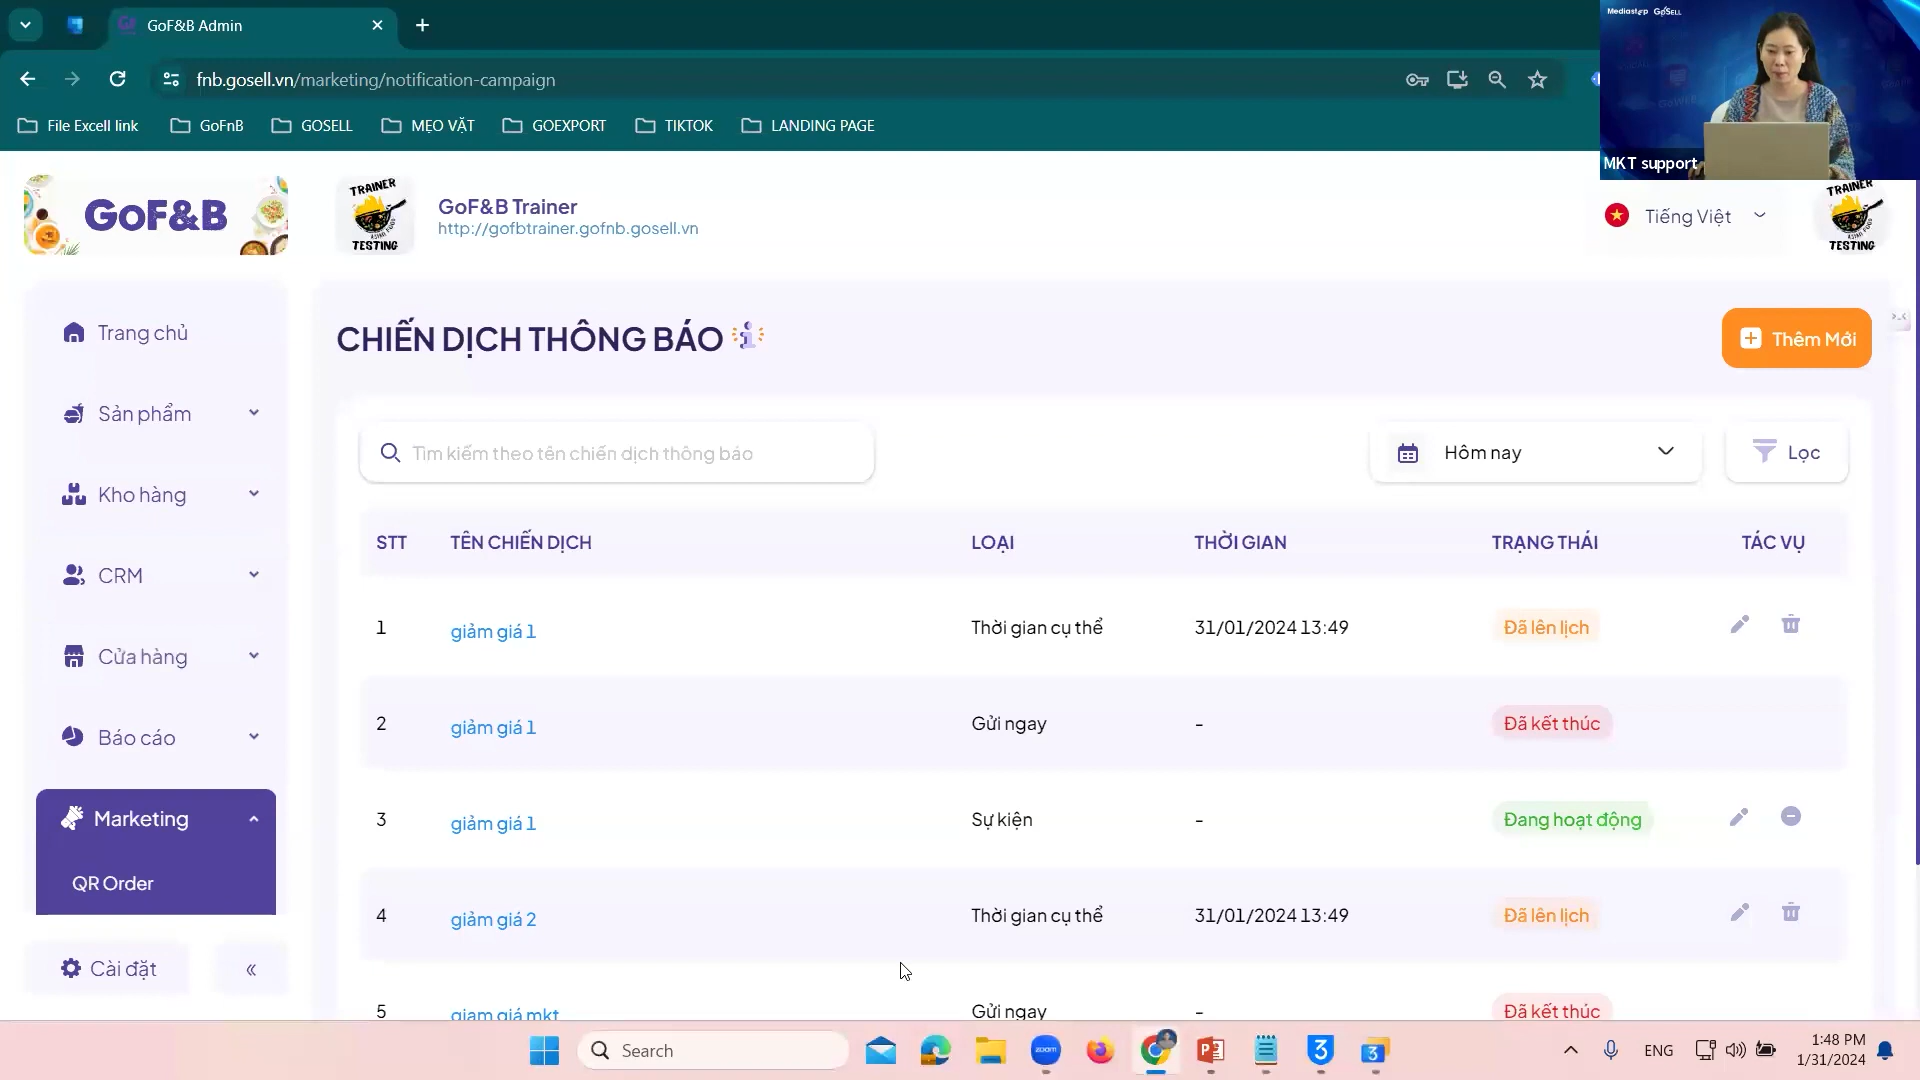 GoF&B Admin
fnb.gosell.vn/marketing/notification-campaign
File Excell link
GoFnB
GOSELL
MẸO VẶT
GOEXPORT
TIKTOK
LANDING PAGE
Mediastep GoSELL
MKT support
GoF&B
TRAINER
TESTING
GoF&B Trainer
http://gofbtrainer.gofnb.gosell.vn
Tiếng Việt
TRAINER
TESTING
Trang chủ
Sản phẩm
Kho hàng
CRM
Cửa hàng
Báo cáo
Marketing
QR Order
Cài đặt
«
CHIẾN DỊCH THÔNG BÁO
Thêm Mới
Tìm kiếm theo tên chiến dịch thông báo
Hôm nay
Lọc
STT TÊN CHIẾN DỊCH LOẠI THỜI GIAN TRẠNG THÁI TÁC VỤ
1 giảm giá 1 Thời gian cụ thể 31/01/2024 13:49 Đã lên lịch
2 giảm giá 1 Gửi ngay - Đã kết thúc
3 giảm giá 1 Sự kiện - Đang hoạt động
4 giảm giá 2 Thời gian cụ thể 31/01/2024 13:49 Đã lên lịch
5 giam giá mkt Gửi ngay - Đã kết thúc
Search
zoom
ENG
1:48 PM
1/31/2024